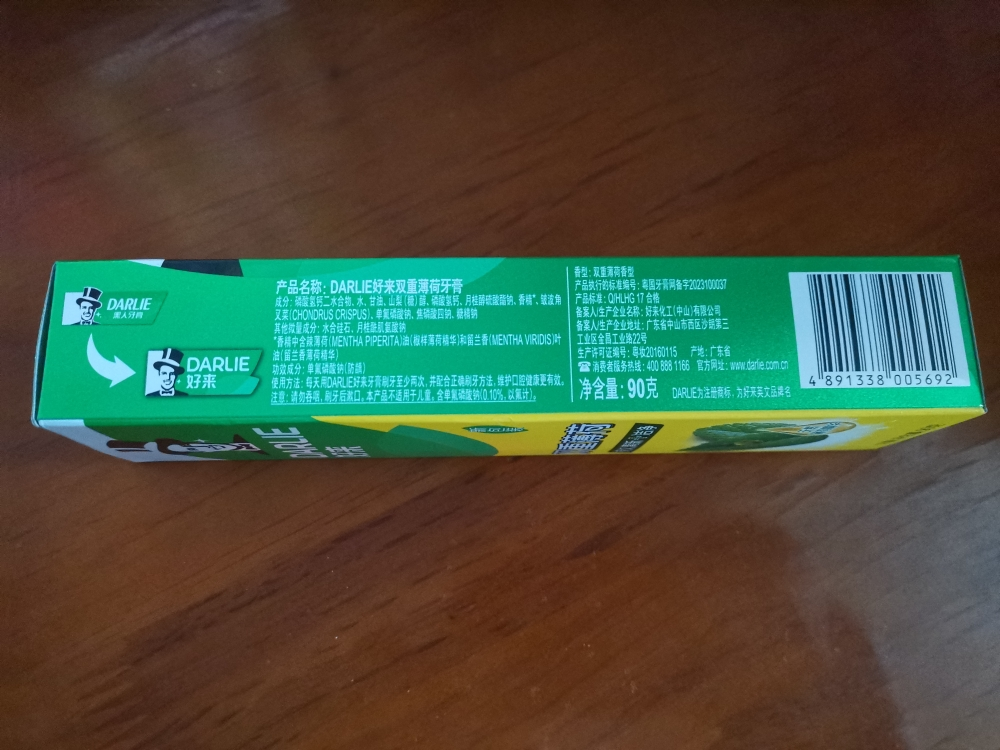 DARLIE
黑人牙膏
DARLIE
好来
产品名称：DARLIE好来双重薄荷牙膏
成分：磷酸氢钙二水合物、水、甘油、山梨(糖)醇、磷酸氢钙、月桂醇硫酸酯钠、香精*、皱波角
叉菜(CHONDRUS CRISPUS)、单氟磷酸钠、焦磷酸四钠、糖精钠
其他微量成分：水合硅石、月桂酰肌氨酸钠
*香精中含辣薄荷(MENTHA PIPERITA)油(椒样薄荷精华)和留兰香(MENTHA VIRIDIS)叶
油(留兰香薄荷精华)
功效成分：单氟磷酸钠(防龋)
使用方法：每天用DARLIE好来牙膏刷牙至少两次，并配合正确刷牙方法，维护口腔健康更有效。
注意：请勿吞咽，刷牙后漱口。本产品不适用于儿童。含单氟磷酸钠(0.10%，以氟计)。
香型：双重薄荷香型
产品执行的标准编号：粤国牙膏网备字2023100037
产品标准：Q/HLHG 17 合格
备案人/生产企业名称：好来化工(中山)有限公司
备案人/生产企业地址：广东省中山市西区沙朗第三
工业区金昌工业路22号
生产许可证编号：粤妆20160115 产地：广东省
消费者服务热线：400 888 1166 官方网址：www.darlie.com.cn
净含量：90克
DARLIE为注册商标，为好来英文品牌名
4 891338 005692
DARLIE